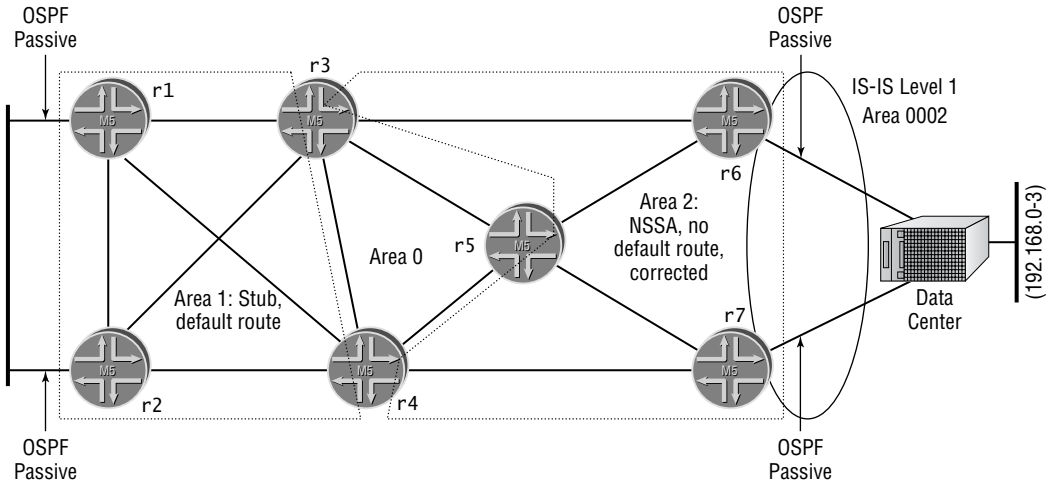 OSPF
Passive
OSPF
Passive
r3
r1
IS-IS Level 1
Area 0002
M5
M5
M5
r6
Area 2:
NSSA, no
default route,
corrected
r5
M5
Area 0
(192.168.0-3)
Area 1: Stub,
default route
Data
Center
r7
M5
M5
M5
r2
r4
OSPF
Passive
OSPF
Passive